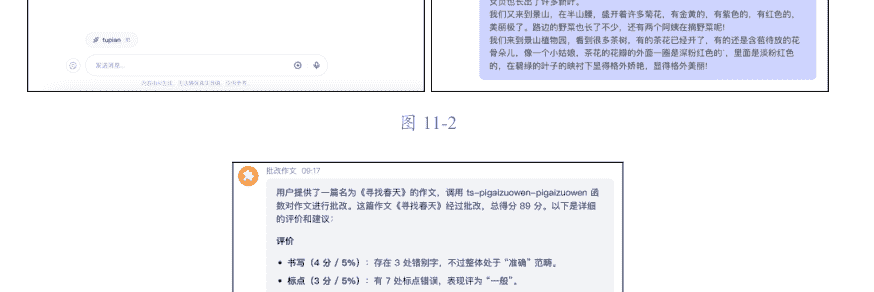 tupian
发送消息...
女贞也长出了许多新叶。
我们又来到景山，在半山腰，盛开着许多菊花，有金黄的，有紫色的，有红色的，
美丽极了。路边的野菜也长了不少，还有两个阿姨在摘野菜呢!
我们来到景山植物园，看到很多茶树，有的茶花已经开了，有的还是含苞待放的花
骨朵儿，像一个小姑娘，茶花的花瓣的外面一圈是深粉红色的'，里面是淡粉红色
的，在碧绿的叶子的映衬下显得格外娇艳，显得格外美丽!
图 11-2
批改作文 09:17
用户提供了一篇名为《寻找春天》的作文，调用 ts-pigaizuowen-pigaizuowen 函
数对作文进行批改。这篇作文《寻找春天》经过批改，总得分 89 分。以下是详细
的评价和建议：
评价
• 书写（4 分 / 5%）：存在 3 处错别字，不过整体处于“准确”范畴。
• 标点（3 分 / 5%）：有 7 处标点错误，表现评为“一般”。